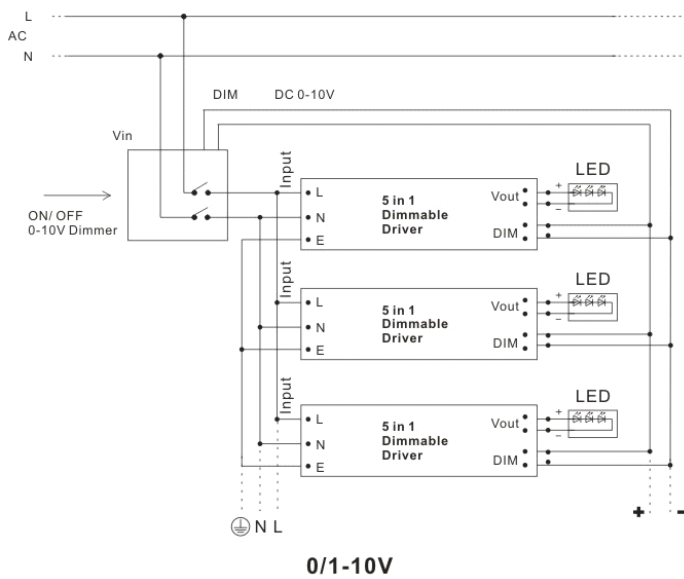 L
AC
N
DIM DC 0-10V
Vin
ON/ OFF
0-10V Dimmer
Input
L
N
E
5 in 1
Dimmable
Driver
Vout
DIM
+
−
LED
Input
L
N
E
5 in 1
Dimmable
Driver
Vout
DIM
+
−
LED
Input
L
N
E
5 in 1
Dimmable
Driver
Vout
DIM
+
−
LED
N L
+ -
0/1-10V